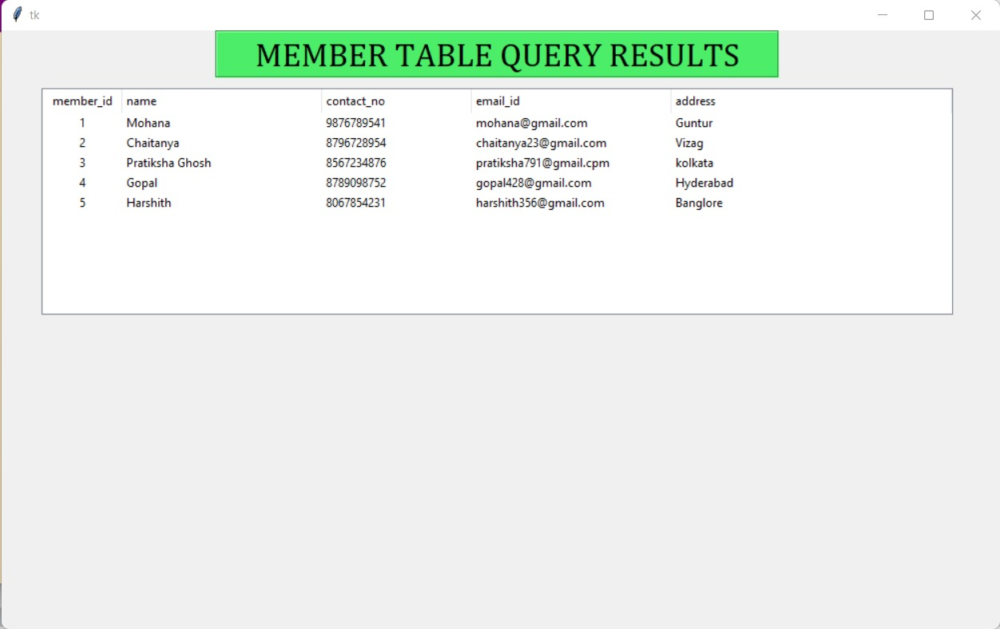 tk
MEMBER TABLE QUERY RESULTS
member_id name contact_no email_id address
1 Mohana 9876789541 mohana@gmail.com Guntur
2 Chaitanya 8796728954 chaitanya23@gmail.com Vizag
3 Pratiksha Ghosh 8567234876 pratiksha791@gmail.cpm kolkata
4 Gopal 8789098752 gopal428@gmail.com Hyderabad
5 Harshith 8067854231 harshith356@gmail.com Banglore